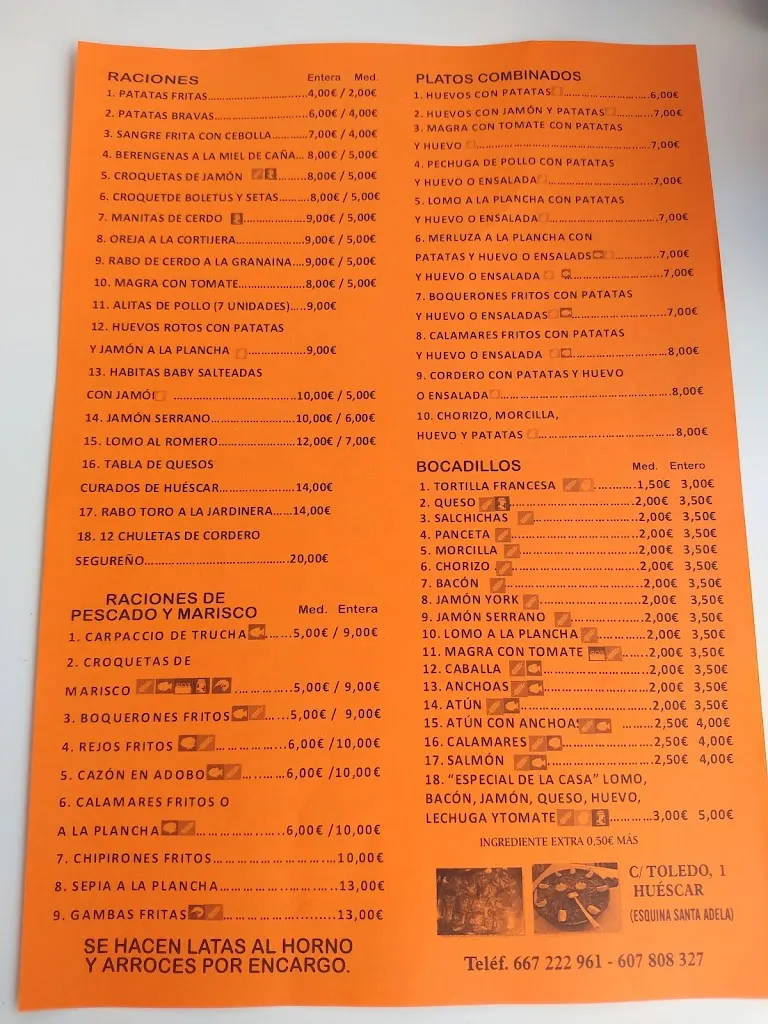 RACIONES Entera Med.
1. PATATAS FRITAS..............................4,00€ / 2,00€
2. PATATAS BRAVAS...........................6,00€ / 4,00€
3. SANGRE FRITA CON CEBOLLA.........7,00€ / 4,00€
4. BERENGENAS A LA MIEL DE CAÑA... 8,00€ / 5,00€
5. CROQUETAS DE JAMÓN .........8,00€ / 5,00€
6. CROQUETDE BOLETUS Y SETAS........8,00€ / 5,00€
7. MANITAS DE CERDO ....................9,00€ / 5,00€
8. OREJA A LA CORTIJERA....................9,00€ / 5,00€
9. RABO DE CERDO A LA GRANAINA...9,00€ / 5,00€
10. MAGRA CON TOMATE...................8,00€ / 5,00€
11. ALITAS DE POLLO (7 UNIDADES).....9,00€
12. HUEVOS ROTOS CON PATATAS
Y JAMÓN A LA PLANCHA ...................9,00€
13. HABITAS BABY SALTEADAS
CON JAMÓ ....................................10,00€ / 5,00€
14. JAMÓN SERRANO.........................10,00€ / 6,00€
15. LOMO AL ROMERO.......................12,00€ / 7,00€
16. TABLA DE QUESOS
CURADOS DE HUÉSCAR.......................14,00€
17. RABO TORO A LA JARDINERA......14,00€
18. 12 CHULETAS DE CORDERO
SEGUREÑO...........................................20,00€
RACIONES DE
PESCADO Y MARISCO Med. Entera
1. CARPACCIO DE TRUCHA.......5,00€ / 9,00€
2. CROQUETAS DE
MARISCO ................5,00€ / 9,00€
3. BOQUERONES FRITOS......5,00€ / 9,00€
4. REJOS FRITOS ..................6,00€ /10,00€
5. CAZÓN EN ADOBO ..........6,00€ /10,00€
6. CALAMARES FRITOS O
A LA PLANCHA......................6,00€ /10,00€
7. CHIPIRONES FRITOS..............................10,00€
8. SEPIA A LA PLANCHA............................13,00€
9. GAMBAS FRITAS ..............................13,00€
SE HACEN LATAS AL HORNO
Y ARROCES POR ENCARGO.
PLATOS COMBINADOS
1. HUEVOS CON PATATAS............................6,00€
2. HUEVOS CON JAMÓN Y PATATAS..........7,00€
3. MAGRA CON TOMATE CON PATATAS
Y HUEVO ................................................7,00€
4. PECHUGA DE POLLO CON PATATAS
Y HUEVO O ENSALADA..............................7,00€
5. LOMO A LA PLANCHA CON PATATAS
Y HUEVO O ENSALADA...............................7,00€
6. MERLUZA A LA PLANCHA CON
PATATAS Y HUEVO O ENSALADS.............7,00€
Y HUEVO O ENSALADA ..........................7,00€
7. BOQUERONES FRITOS CON PATATAS
Y HUEVO O ENSALADAS.........................7,00€
8. CALAMARES FRITOS CON PATATAS
Y HUEVO O ENSALADA ..........................8,00€
9. CORDERO CON PATATAS Y HUEVO
O ENSALADA................................................8,00€
10. CHORIZO, MORCILLA,
HUEVO Y PATATAS ......................................8,00€
BOCADILLOS Med. Entero
1. TORTILLA FRANCESA ...........1,50€ 3,00€
2. QUESO ...............................2,00€ 3,50€
3. SALCHICHAS ..........................2,00€ 3,50€
4. PANCETA ...............................2,00€ 3,50€
5. MORCILLA .............................2,00€ 3,50€
6. CHORIZO ...............................2,00€ 3,50€
7. BACÓN .................................2,00€ 3,50€
8. JAMÓN YORK .........................2,00€ 3,50€
9. JAMÓN SERRANO ..................2,00€ 3,50€
10. LOMO A LA PLANCHA ............2,00€ 3,50€
11. MAGRA CON TOMATE .......2,00€ 3,50€
12. CABALLA ..........................2,00€ 3,50€
13. ANCHOAS ..........................2,00€ 3,50€
14. ATÚN ................................2,00€ 3,50€
15. ATÚN CON ANCHOAS ........2,50€ 4,00€
16. CALAMARES ......................2,50€ 4,00€
17. SALMÓN ...........................2,50€ 4,00€
18. “ESPECIAL DE LA CASA” LOMO,
BACÓN, JAMÓN, QUESO, HUEVO,
LECHUGA YTOMATE ............3,00€ 5,00€
INGREDIENTE EXTRA 0,50€ MÁS
C/ TOLEDO, 1
HUÉSCAR
(ESQUINA SANTA ADELA)
Teléf. 667 222 961 - 607 808 327